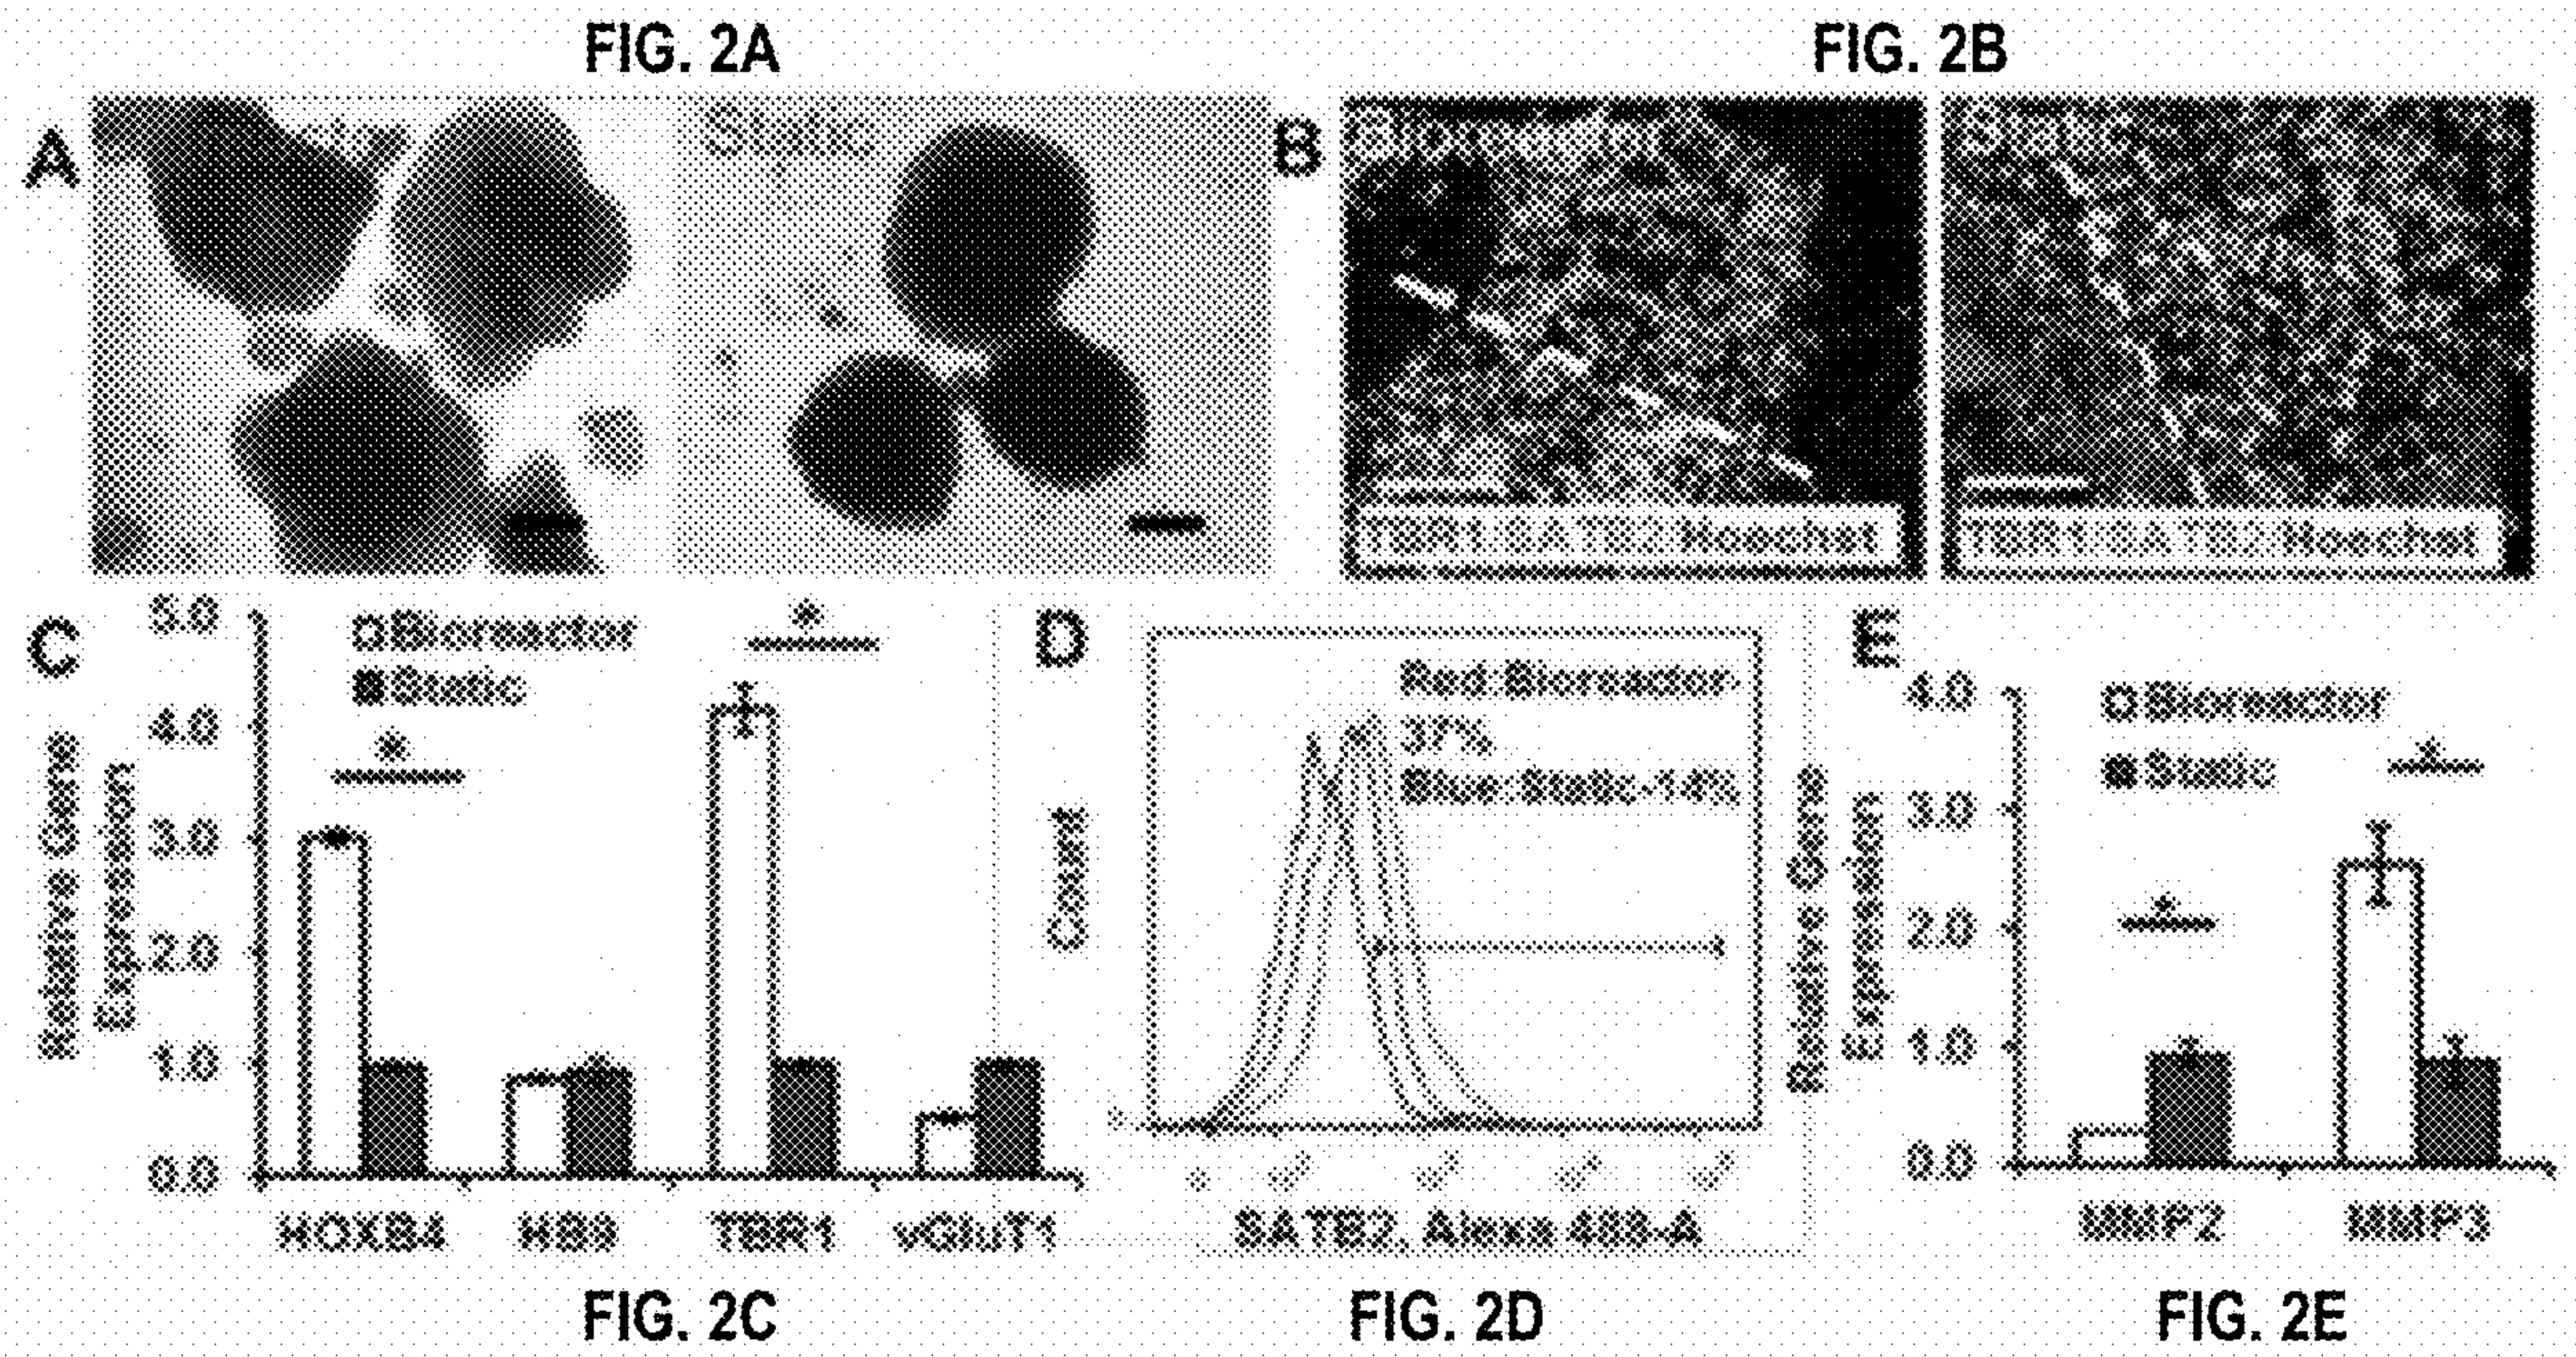 FIG. 2A
FIG. 2B
A
Static
B
Bioreactor
Static
TBR1 SATB2 Hoechst
TBR1 SATB2 Hoechst
C
Relative Gene
Expression
5.0
4.0
3.0
2.0
1.0
0.0
Bioreactor
Static
*
*
HOXB4
HB9
TBR1
vGluT1
D
Count
Red: Bioreactor-
37%
Blue: Static-14%
SATB2, Alexa 488-A
E
Relative Gene
Expression
4.0
3.0
2.0
1.0
0.0
Bioreactor
Static
*
*
MMP2
MMP3
FIG. 2C
FIG. 2D
FIG. 2E